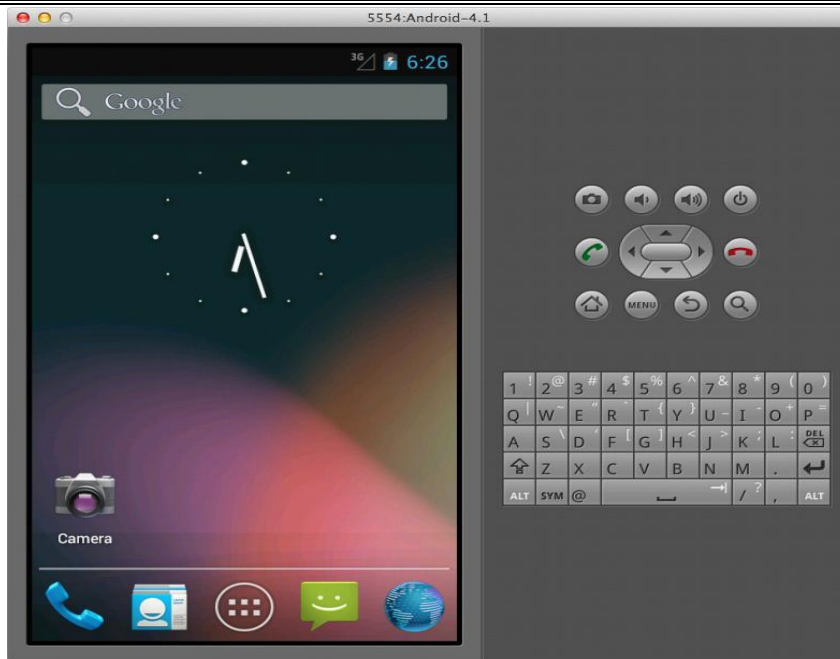 5554:Android-4.1
3G 6:26
Google
Camera
MENU
1 ! 2 @ 3 # 4 $ 5 % 6 ^ 7 & 8 * 9 ( 0 )
Q | W ~ E " R ` T { Y } U _ I - O + P =
A S \ D ' F [ G ] H < J > K ; L : DEL
Z X C V B N M .
ALT SYM @ / ? , ALT